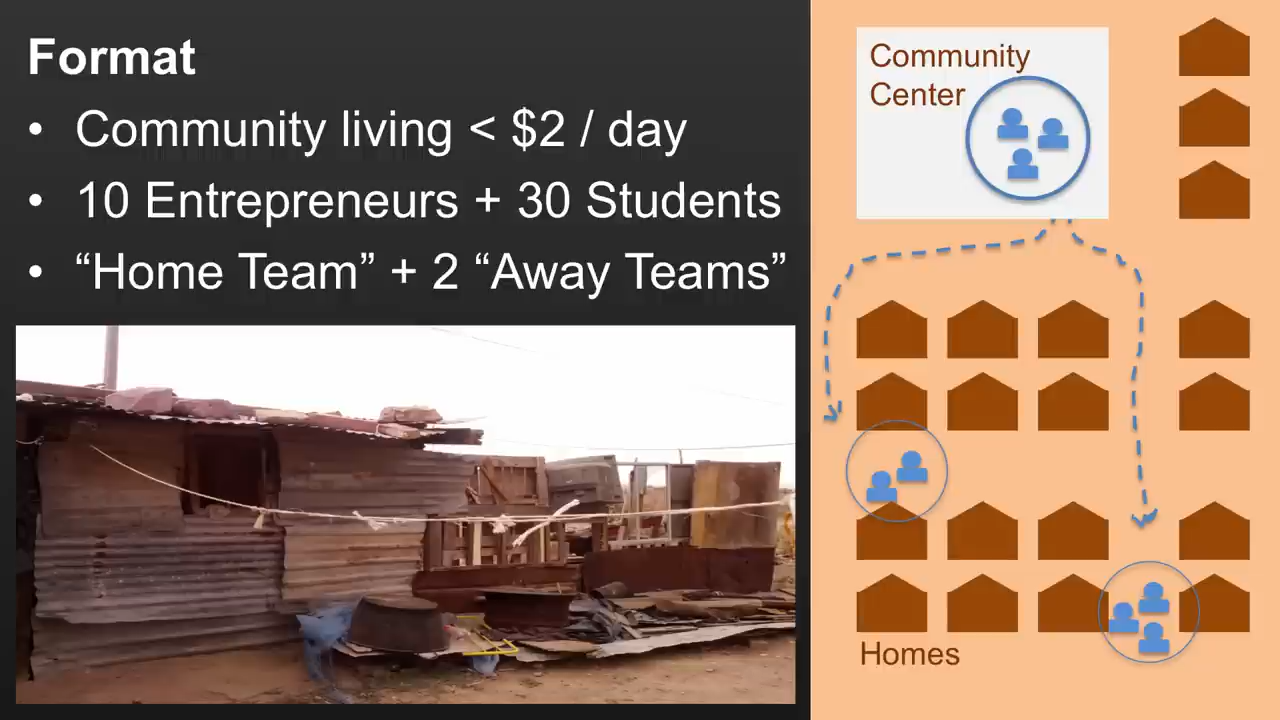 Format
• Community living < $2 / day
• 10 Entrepreneurs + 30 Students
• “Home Team” + 2 “Away Teams”
Community
Center
Homes